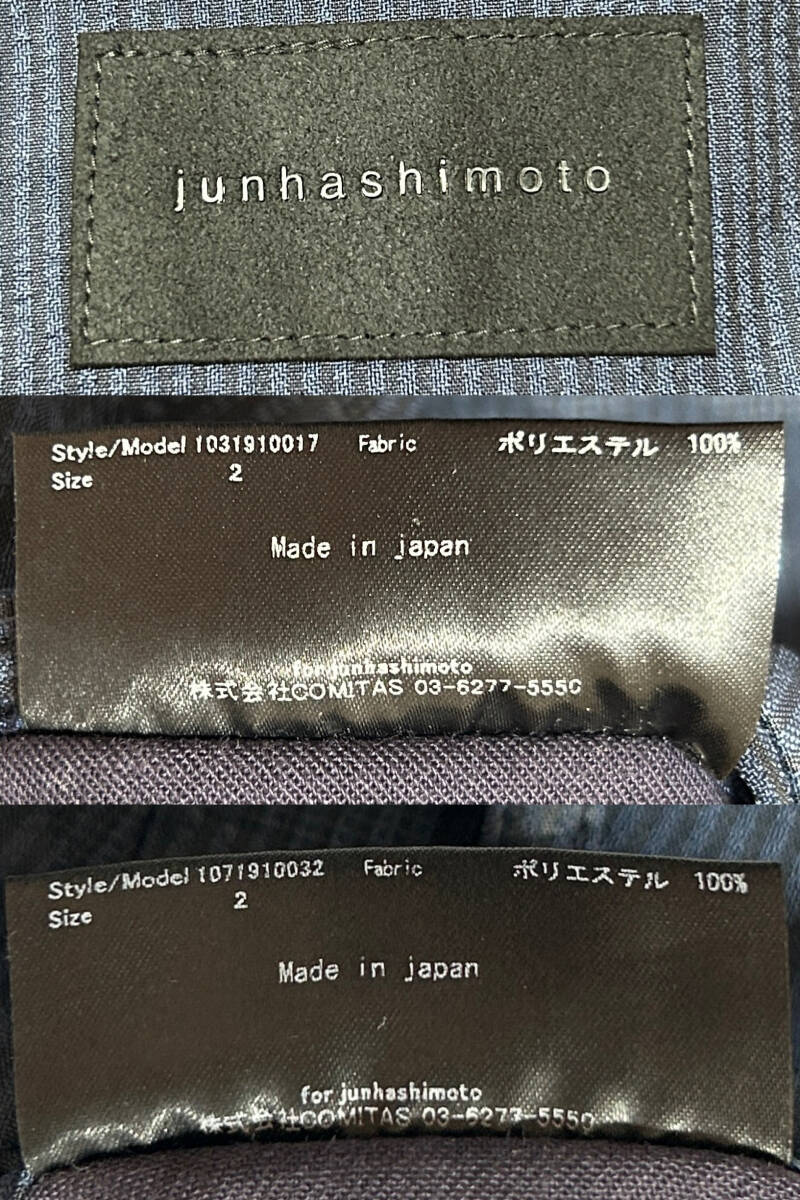 junhashimoto
Style/Model 1031910017 Fabric ポリエステル 100%
Size 2
Made in japan
for junhashimoto
株式会社COMITAS 03-6277-5550
Style/Model 1071910032 Fabric ポリエステル 100%
Size 2
Made in japan
for junhashimoto
株式会社COMITAS 03-6277-5550